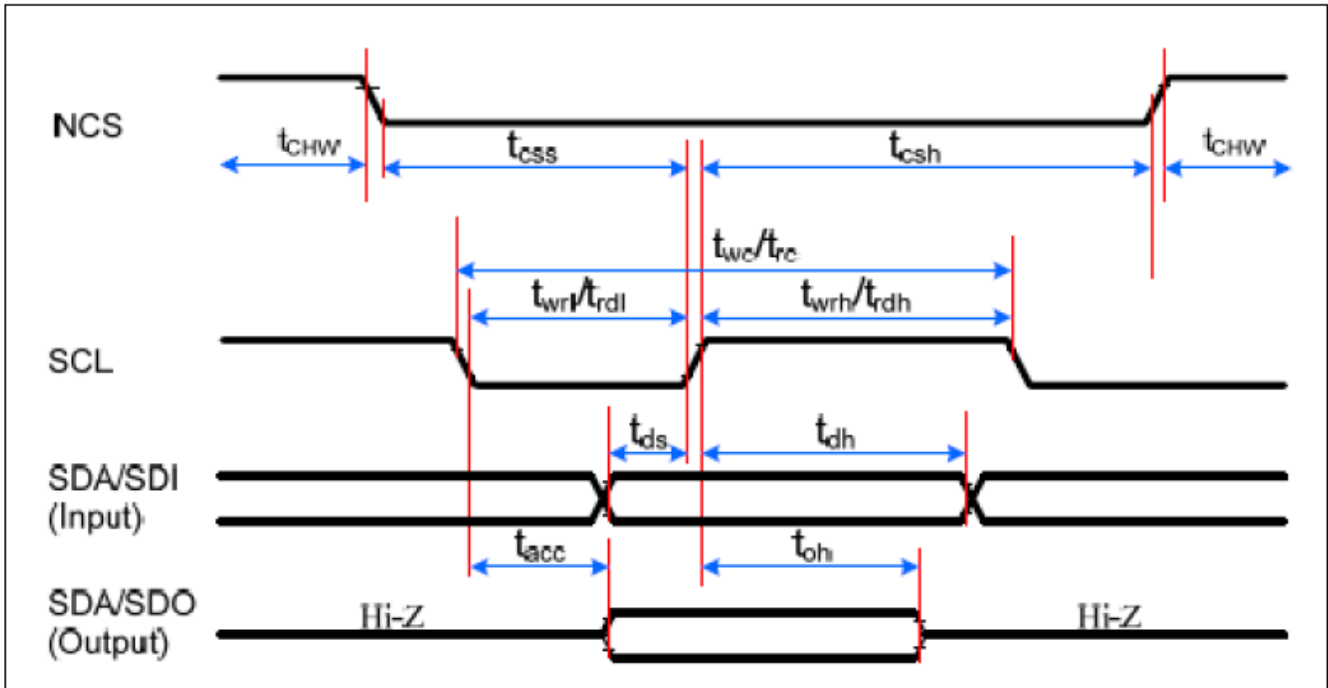 NCS
tCHW
tcss
tcsh
tCHW
twc/trc
twrl/trdl
twrh/trdh
SCL
tds
tdh
SDA/SDI
(Input)
tacc
toh
SDA/SDO
(Output)
Hi-Z
Hi-Z